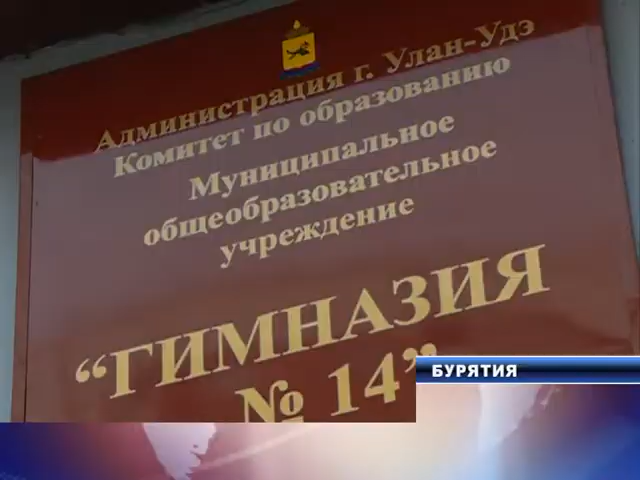 Администрация г. Улан-Удэ
Комитет по образованию
Муниципальное
общеобразовательное
учреждение
“ГИМНАЗИЯ
№ 14”
БУРЯТИЯ